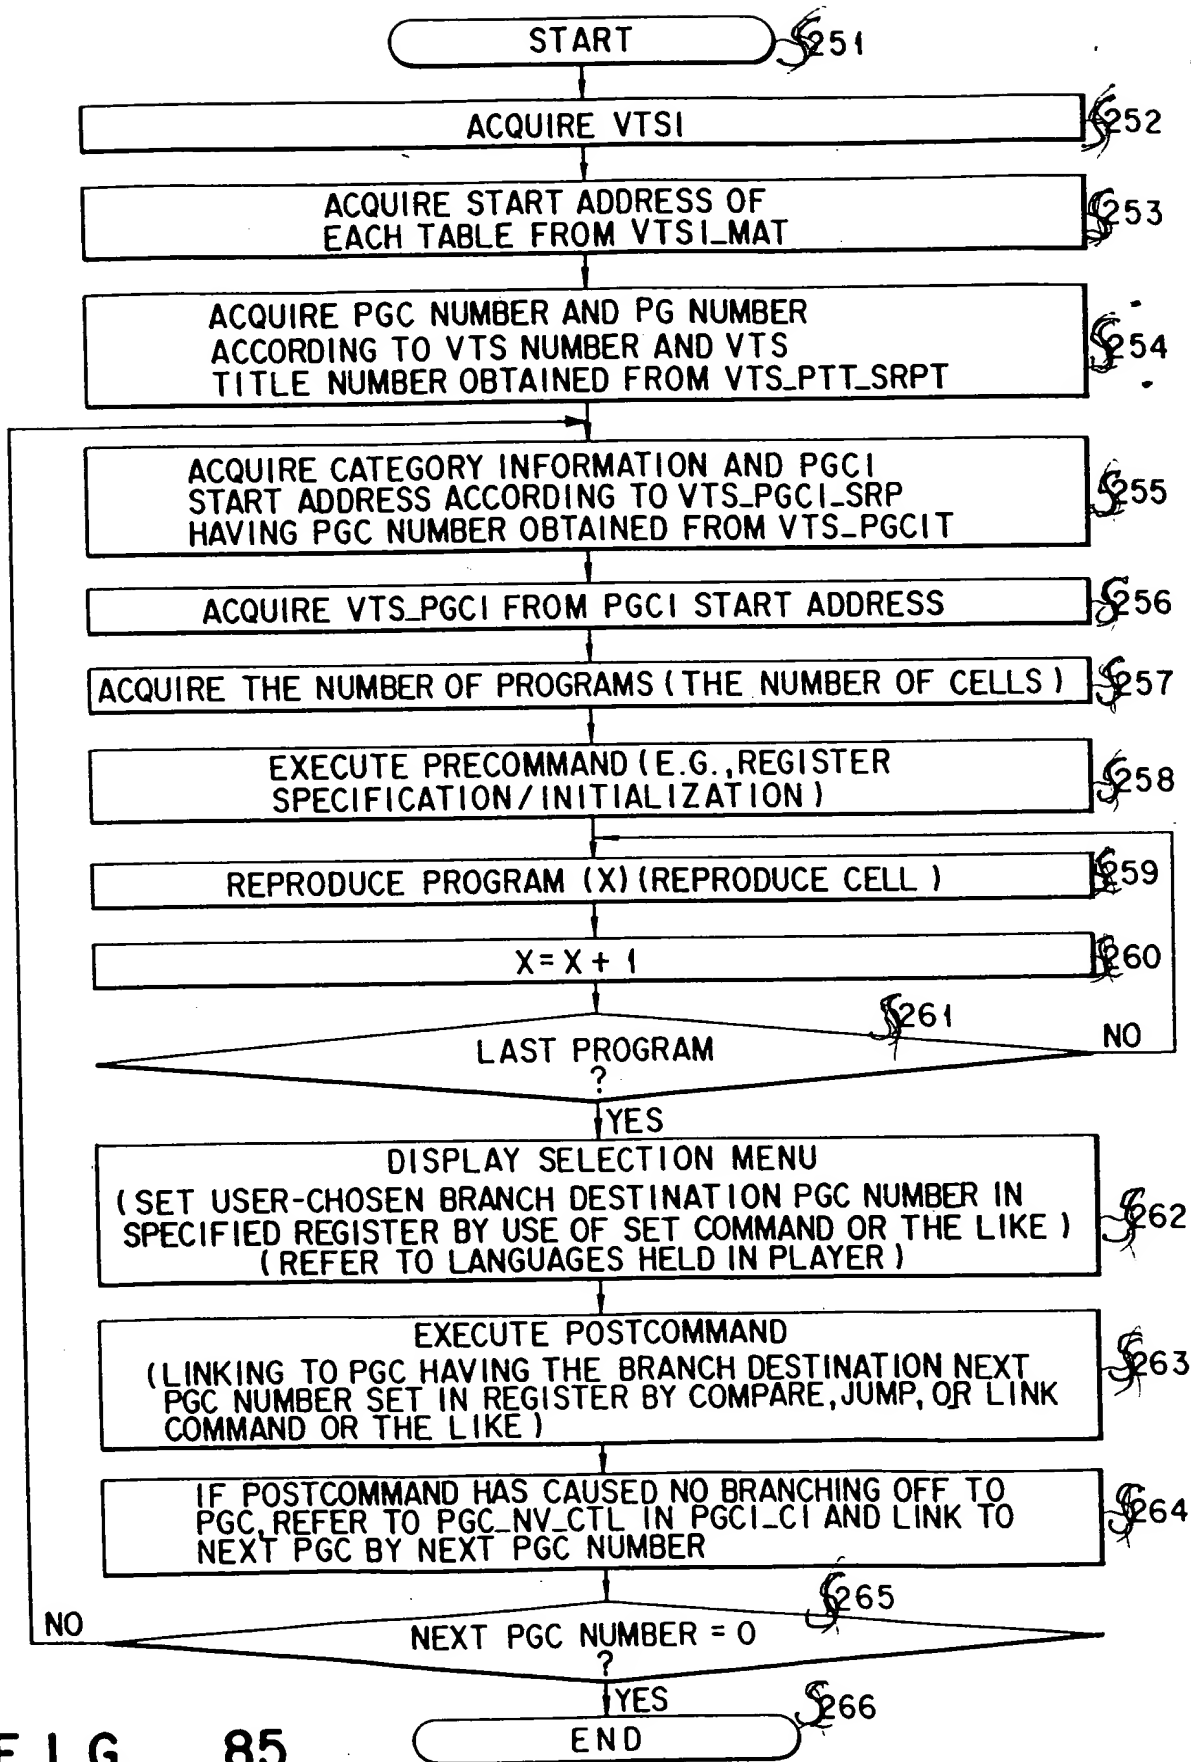 START S251
ACQUIRE VTSI S252
ACQUIRE START ADDRESS OF
EACH TABLE FROM VTSI_MAT S253
ACQUIRE PGC NUMBER AND PG NUMBER
ACCORDING TO VTS NUMBER AND VTS
TITLE NUMBER OBTAINED FROM VTS_PTT_SRPT S254
ACQUIRE CATEGORY INFORMATION AND PGCI
START ADDRESS ACCORDING TO VTS_PGCI_SRP
HAVING PGC NUMBER OBTAINED FROM VTS_PGCIT S255
ACQUIRE VTS_PGCI FROM PGCI START ADDRESS S256
ACQUIRE THE NUMBER OF PROGRAMS (THE NUMBER OF CELLS) S257
EXECUTE PRECOMMAND (E.G., REGISTER
SPECIFICATION/INITIALIZATION) S258
REPRODUCE PROGRAM (X) (REPRODUCE CELL) S259
X = X + 1 S260
S261
LAST PROGRAM
?
NO
YES
DISPLAY SELECTION MENU
(SET USER-CHOSEN BRANCH DESTINATION PGC NUMBER IN
SPECIFIED REGISTER BY USE OF SET COMMAND OR THE LIKE)
(REFER TO LANGUAGES HELD IN PLAYER) S262
EXECUTE POSTCOMMAND
(LINKING TO PGC HAVING THE BRANCH DESTINATION NEXT
PGC NUMBER SET IN REGISTER BY COMPARE, JUMP, OR LINK
COMMAND OR THE LIKE) S263
IF POSTCOMMAND HAS CAUSED NO BRANCHING OFF TO
PGC, REFER TO PGC_NV_CTL IN PGCI_CI AND LINK TO
NEXT PGC BY NEXT PGC NUMBER S264
S265
NEXT PGC NUMBER = 0
?
NO
YES
END S266
FIG. 85